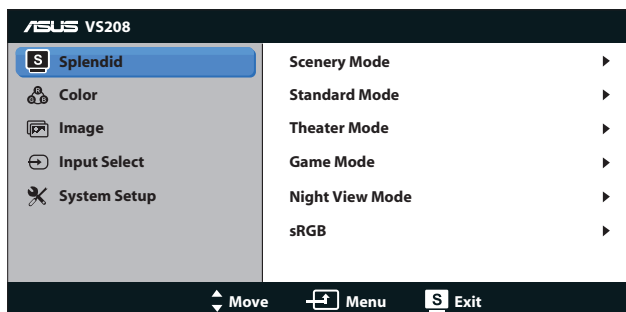 ASUS VS208
S Splendid
Color
Image
Input Select
System Setup
Scenery Mode
Standard Mode
Theater Mode
Game Mode
Night View Mode
sRGB
Move Menu S Exit